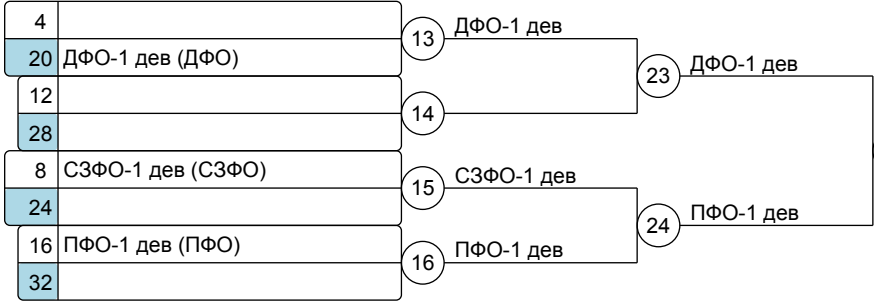 4
20 ДФО-1 дев (ДФО)
13 ДФО-1 дев
12
28
14
23 ДФО-1 дев
8 СЗФО-1 дев (СЗФО)
24
15 СЗФО-1 дев
16 ПФО-1 дев (ПФО)
32
16 ПФО-1 дев
24 ПФО-1 дев